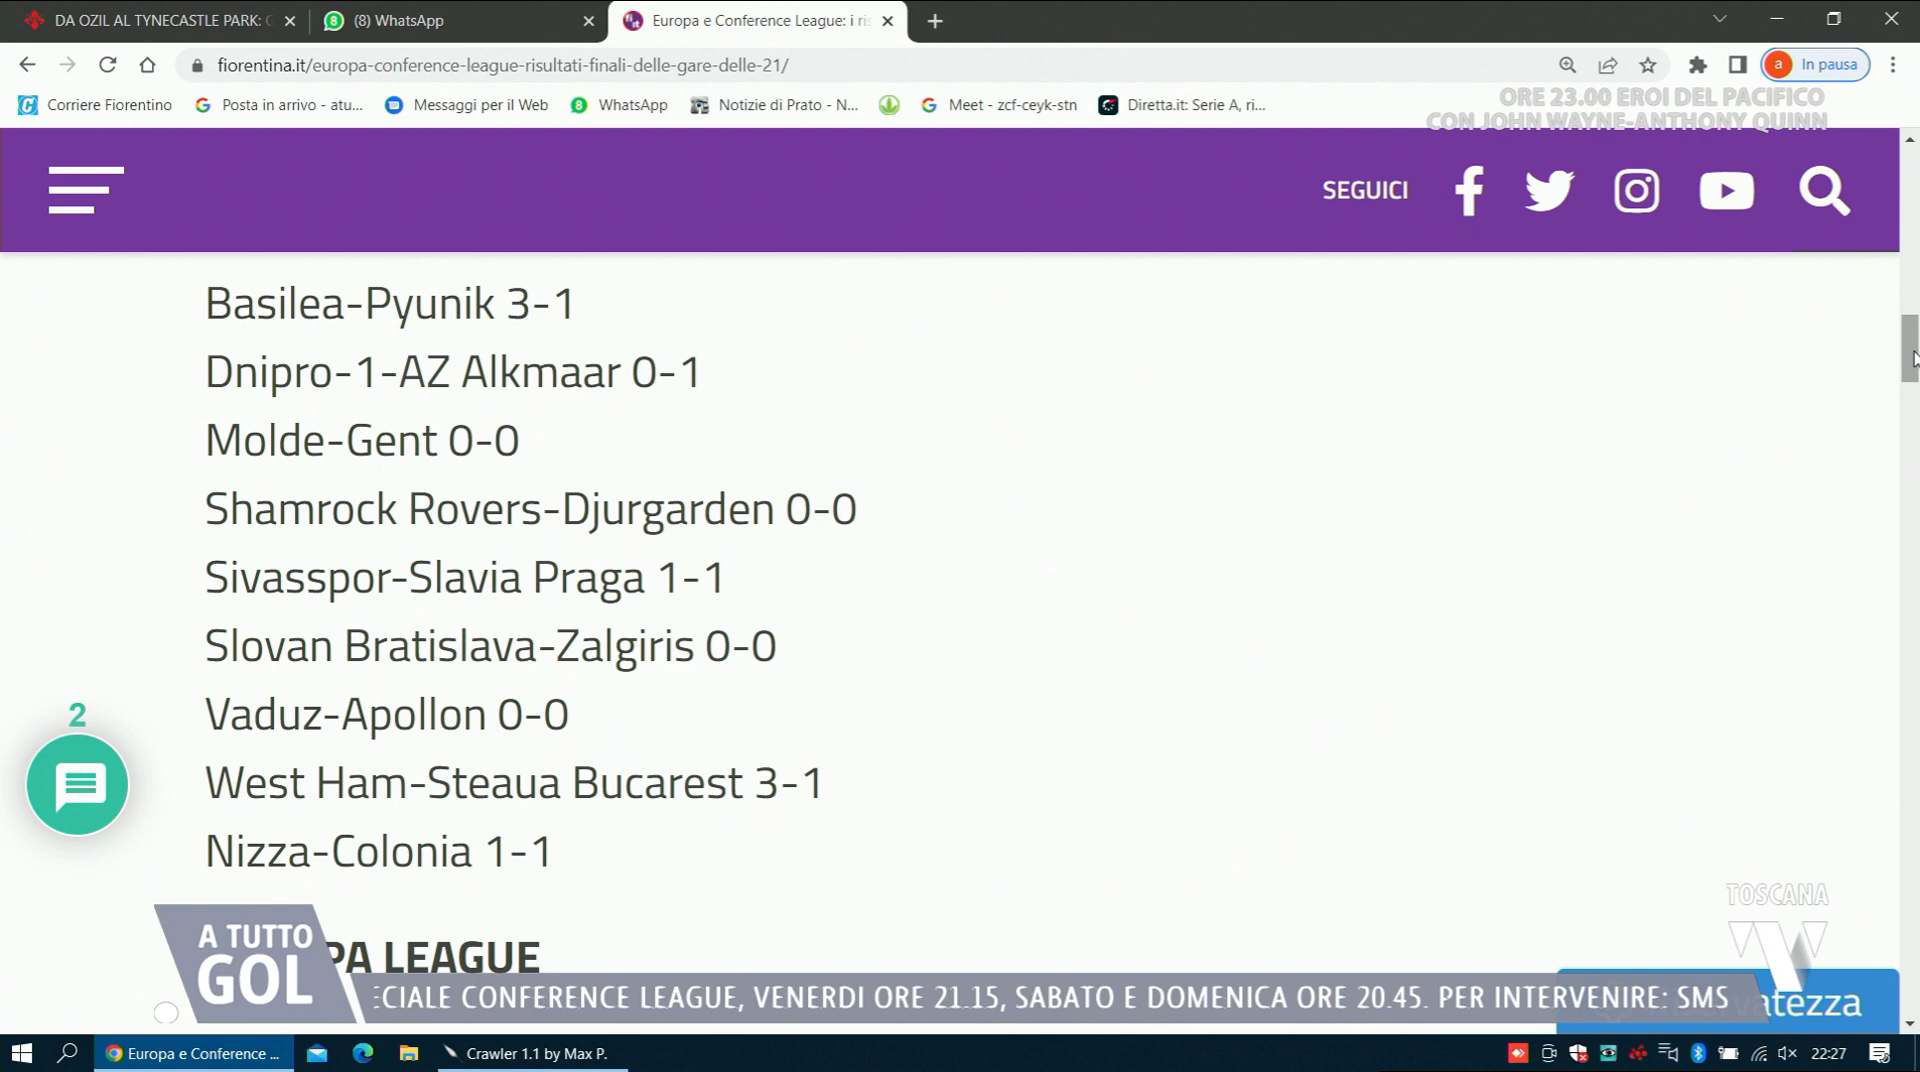 DA OZIL AL TYNECASTLE PARK:
(8) WhatsApp
Europa e Conference League: i ris
fiorentina.it/europa-conference-league-risultati-finali-delle-gare-delle-21/
a In pausa
Corriere Fiorentino
Posta in arrivo - atu...
Messaggi per il Web
WhatsApp
Notizie di Prato - N...
Meet - zcf-ceyk-stn
Diretta.it: Serie A, ri...
ORE 23.00 EROI DEL PACIFICO
CON JOHN WAYNE-ANTHONY QUINN
SEGUICI
Basilea-Pyunik 3-1
Dnipro-1-AZ Alkmaar 0-1
Molde-Gent 0-0
Shamrock Rovers-Djurgarden 0-0
Sivasspor-Slavia Praga 1-1
Slovan Bratislava-Zalgiris 0-0
Vaduz-Apollon 0-0
2
West Ham-Steaua Bucarest 3-1
Nizza-Colonia 1-1
TOSCANA
TV
A TUTTO
GOL
PA LEAGUE
ECIALE CONFERENCE LEAGUE, VENERDI ORE 21.15, SABATO E DOMENICA ORE 20.45. PER INTERVENIRE: SMS
vatezza
Europa e Conference ...
Crawler 1.1 by Max P.
22:27